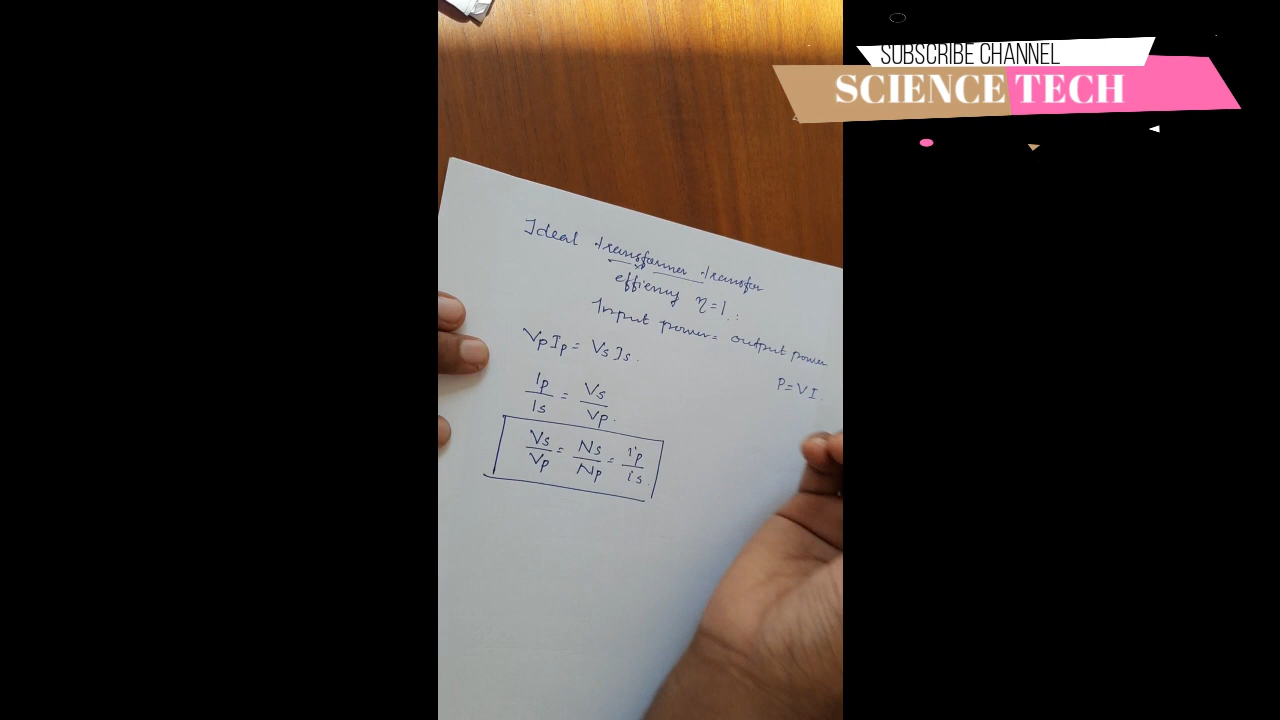 SUBSCRIBE CHANNEL
SCIENCE TECH
Ideal transformer transfor
effiency η=1.
Input power = output power
P=VI.
VpIp = VsIs.
Ip/Is = Vs/Vp.
Vs/Vp = Ns/Np = ip/is.